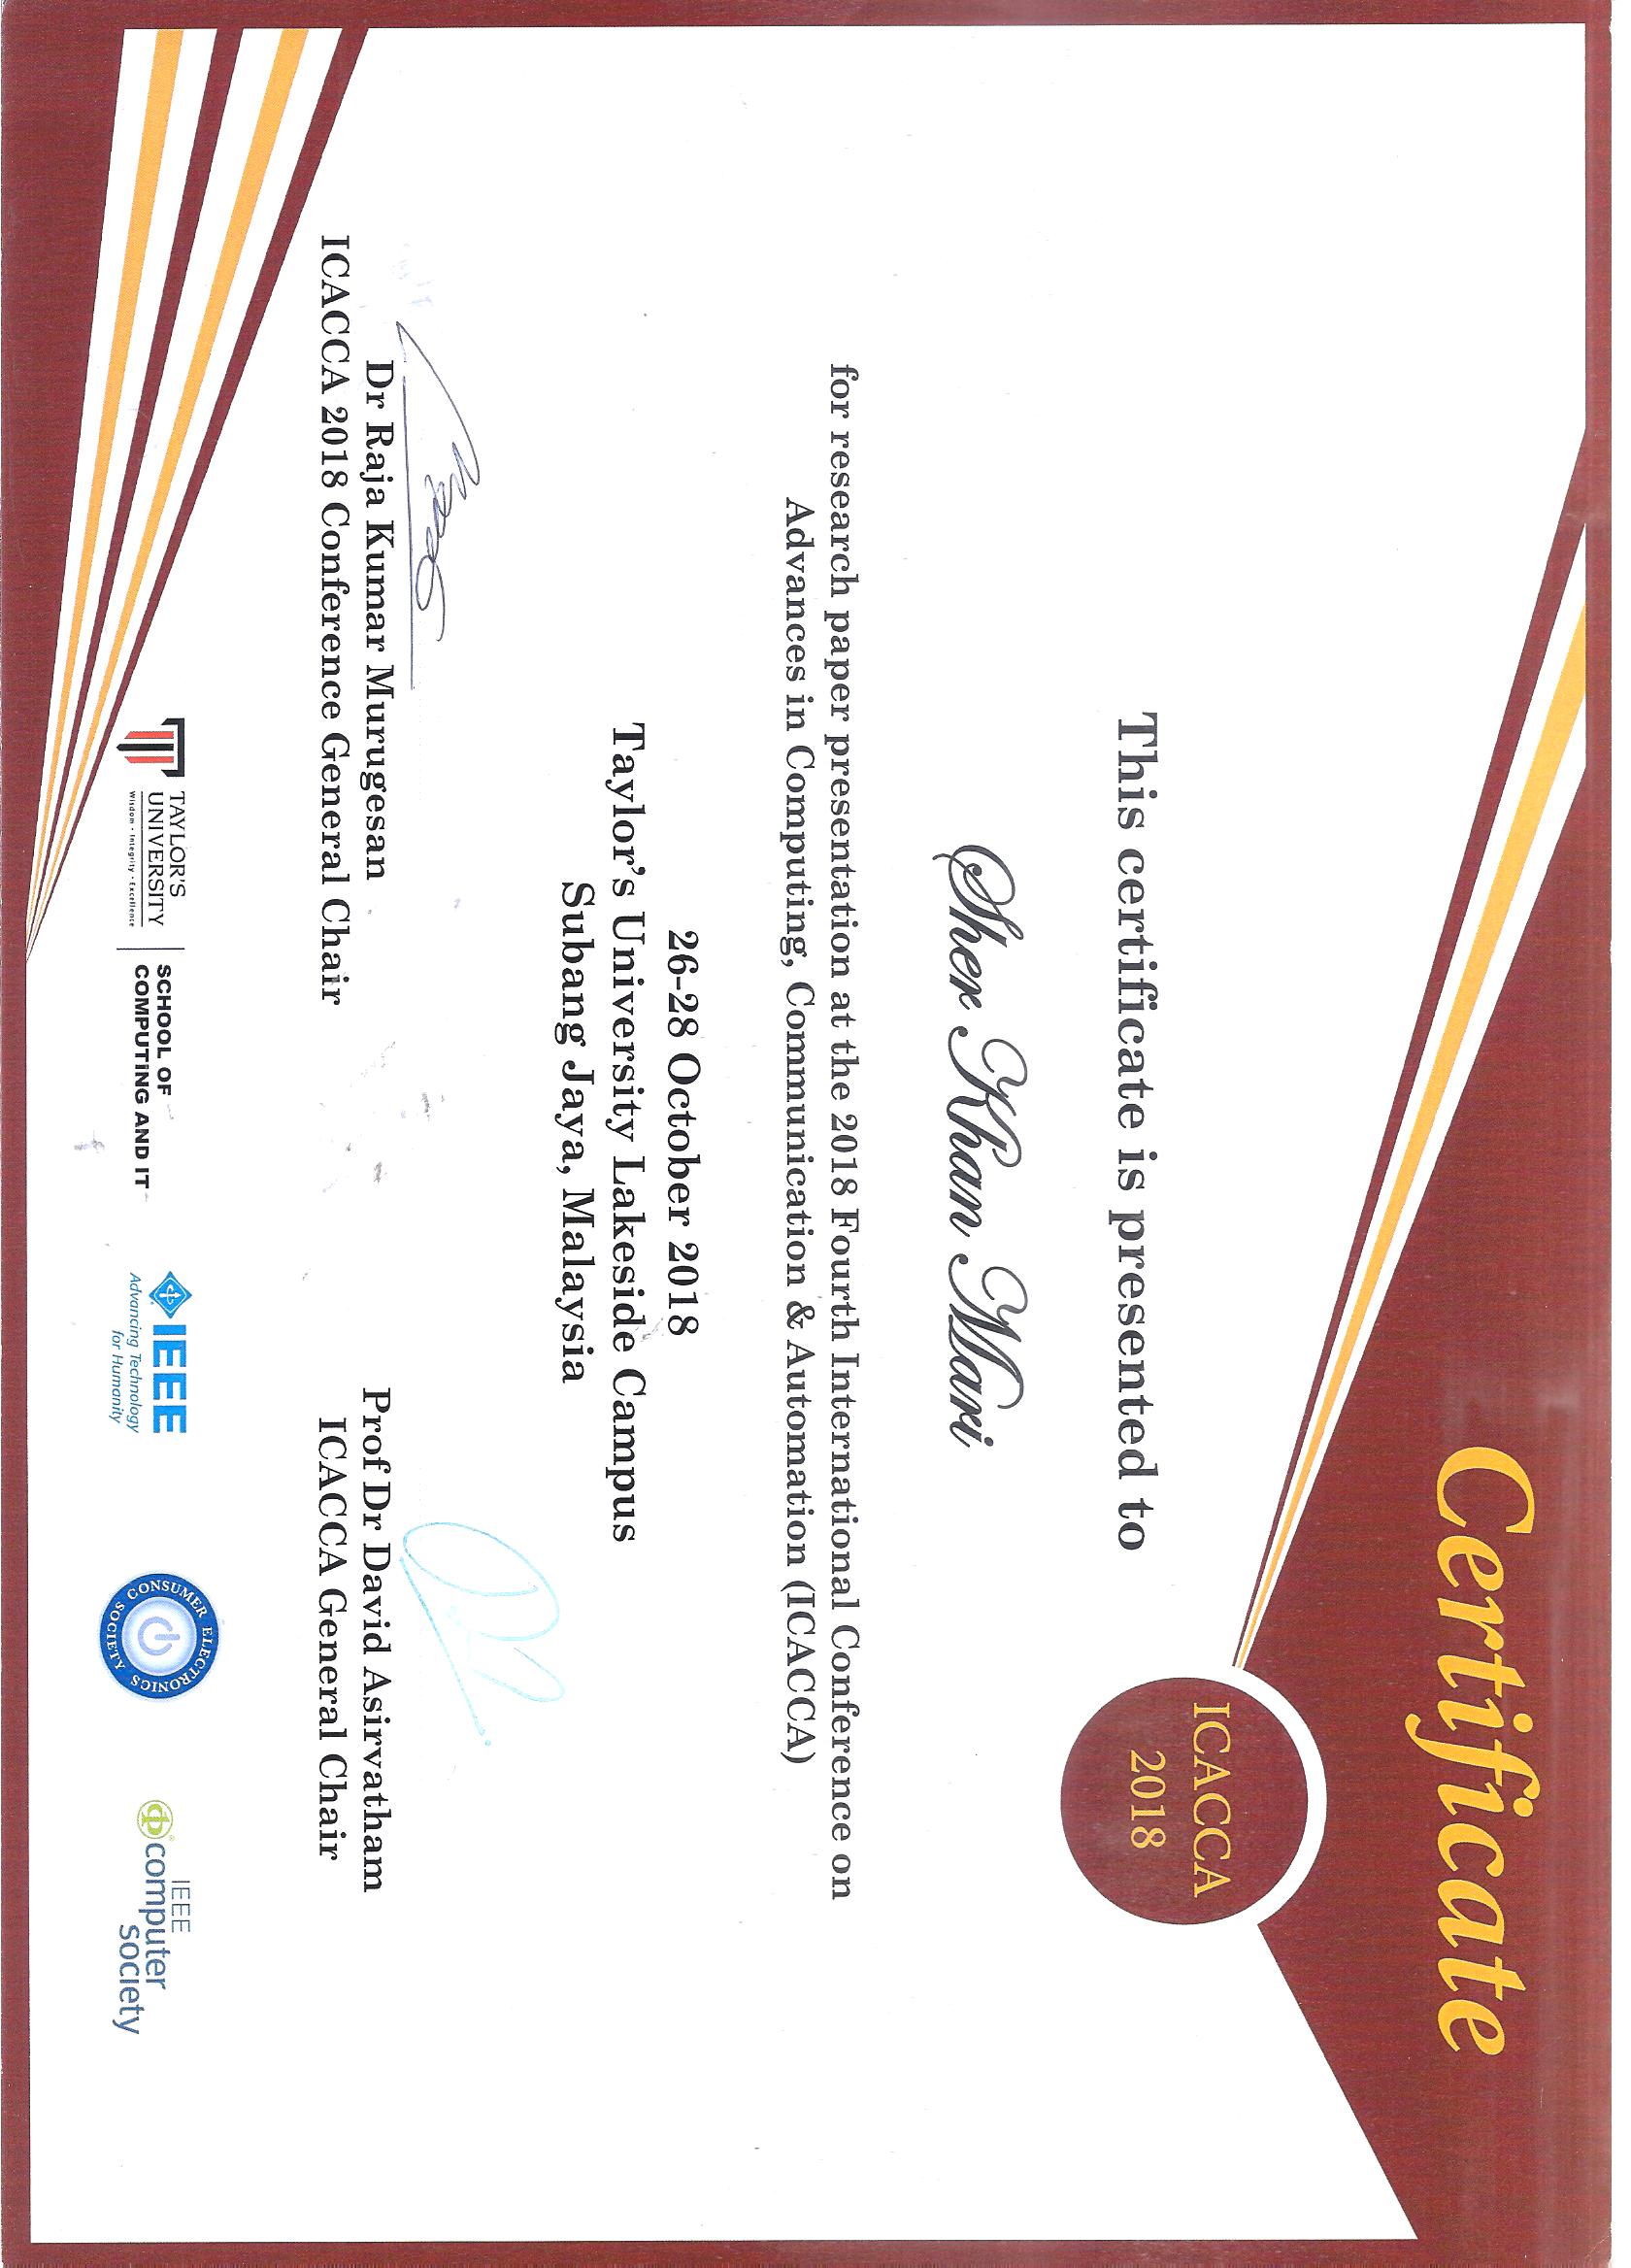 Certificate
ICACCA
2018
This certificate is presented to
Sher Khan Mari
for research paper presentation at the 2018 Fourth International Conference on
Advances in Computing, Communication & Automation (ICACCA)
26-28 October 2018
Taylor's University Lakeside Campus
Subang Jaya, Malaysia
Dr Raja Kumar Murugesan
ICACCA 2018 Conference General Chair
Prof Dr David Asirvatham
ICACCA General Chair
TAYLOR'S
UNIVERSITY
Wisdom · Integrity · Excellence
SCHOOL OF
COMPUTING AND IT
IEEE
Advancing Technology
for Humanity
CONSUMER ELECTRONICS SOCIETY
IEEE
computer
society